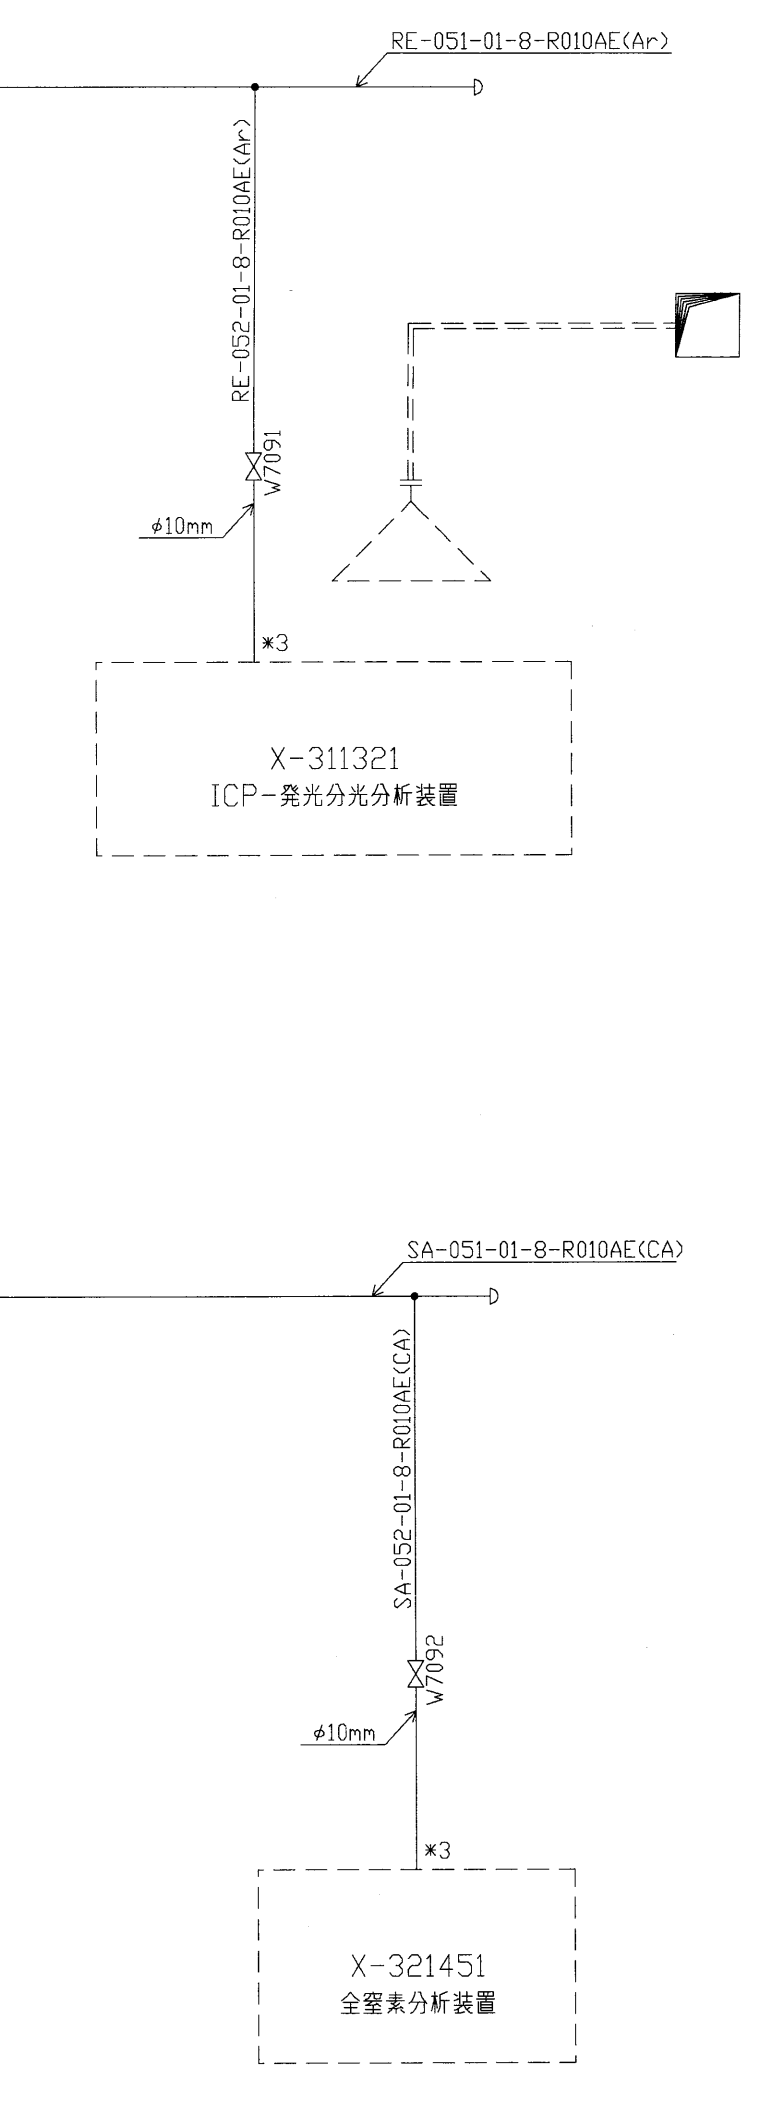 RE-051-01-8-R010AE(Ar)
RE-052-01-8-R010AE(Ar)
W7091
φ10mm
*3
X-311321
ICP-発光分光分析装置
SA-051-01-8-R010AE(CA)
SA-052-01-8-R010AE(CA)
W7092
φ10mm
*3
X-321451
全窒素分析装置